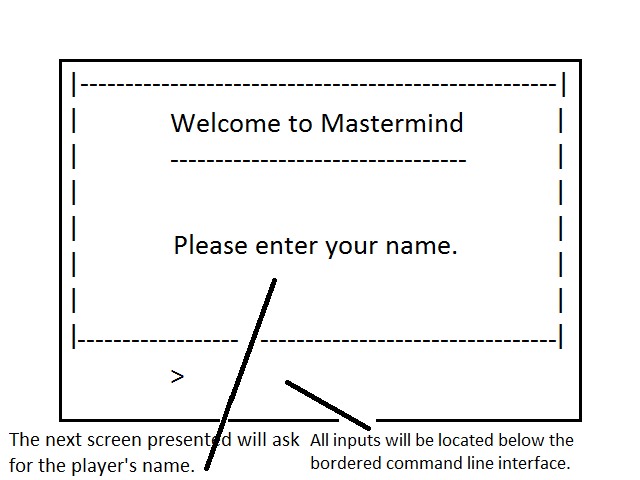 |-----------------------------------------------------|
Welcome to Mastermind
---------------------------------
Please enter your name.
|------------------ ---------------------------------|
>
The next screen presented will ask
for the player's name.
All inputs will be located below the
bordered command line interface.